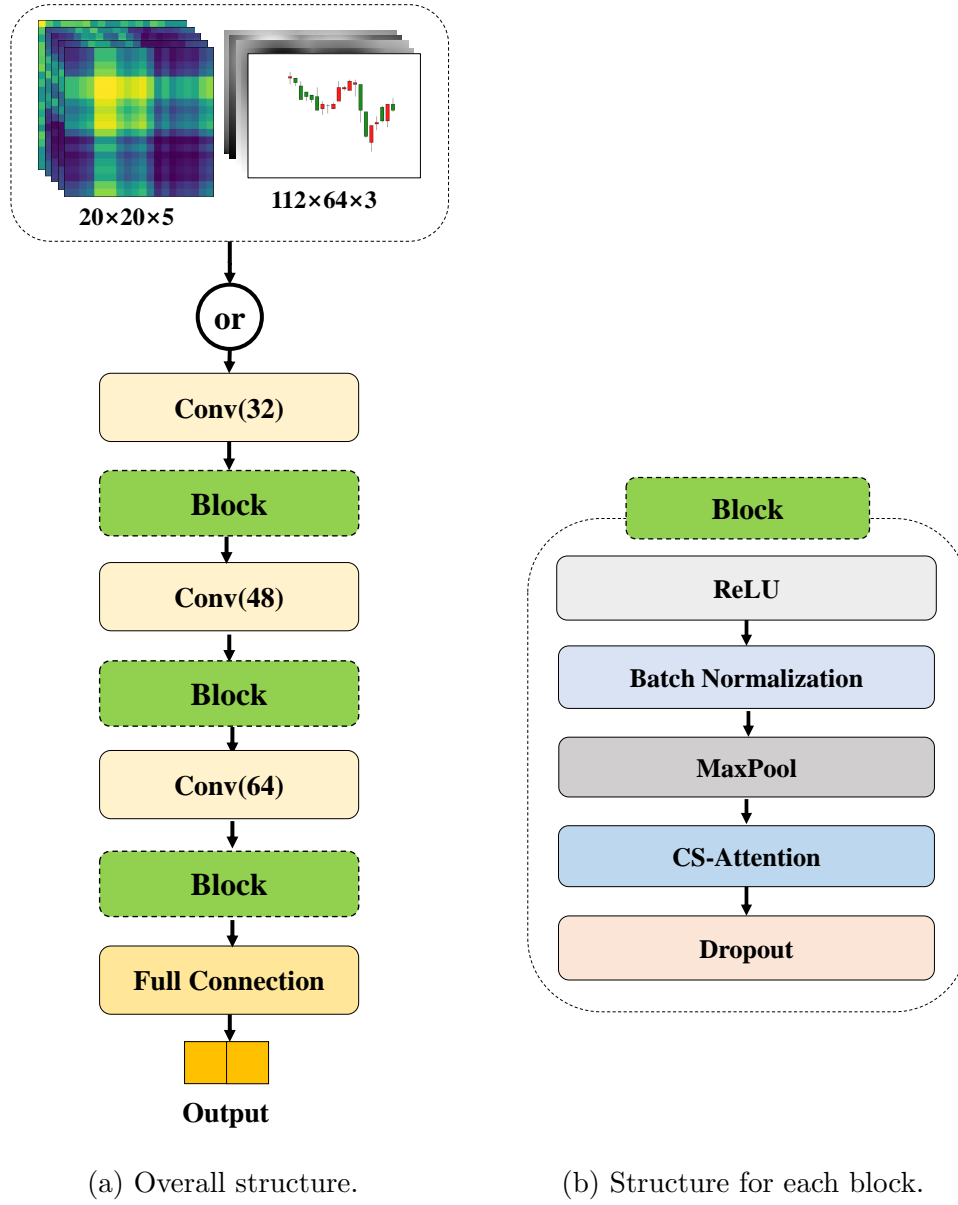 20×20×5
112×64×3
or
Conv(32)
Block
Conv(48)
Block
Conv(64)
Block
Full Connection
Output
(a) Overall structure.
Block
ReLU
Batch Normalization
MaxPool
CS-Attention
Dropout
(b) Structure for each block.